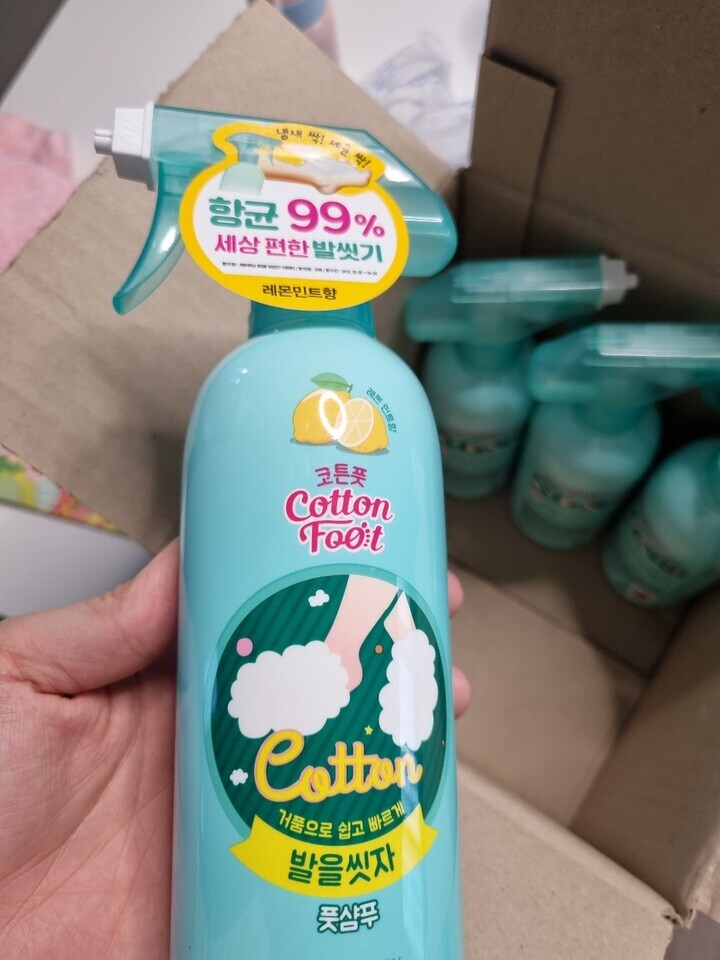 냄새 싹! 세균 싹!
항균 99%
세상 편한 발씻기
레몬민트향
레몬 민트향
코튼풋
Cotton
Foot
Cotton
거품으로 쉽고 빠르게
발을씻자
풋샴푸